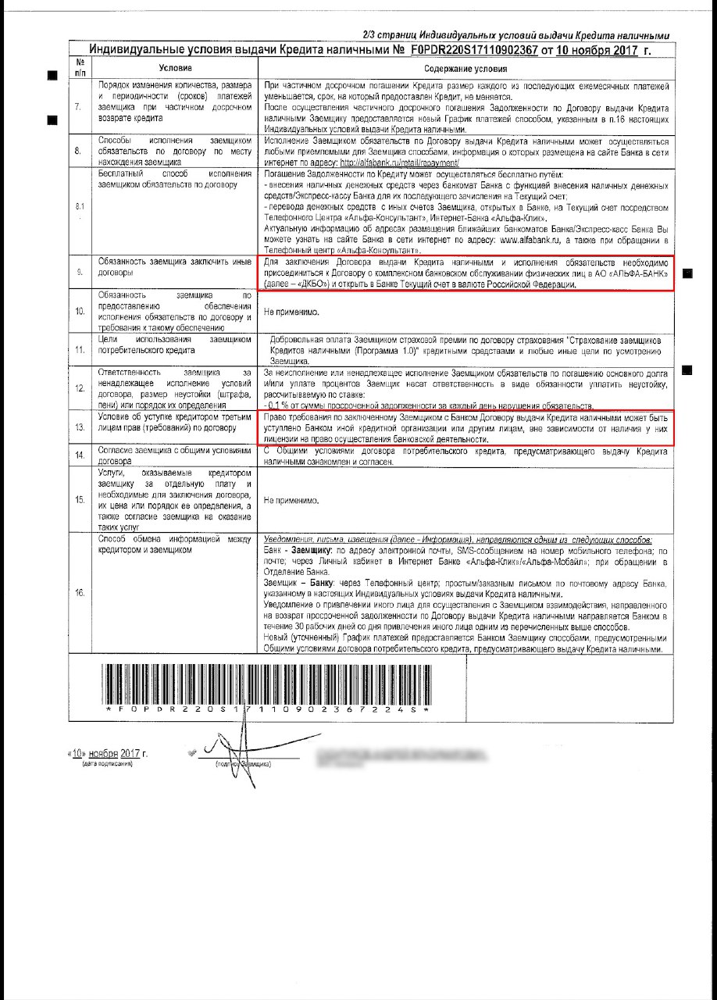 2/3 страниц Индивидуальных условий выдачи Кредита наличными
Индивидуальные условия выдачи Кредита наличными № F0PDR220S17110902367 от 10 ноября 2017 г.
№
п/п
Условие
Содержание условия
7.
Порядок изменения количества, размера
и периодичности (сроков) платежей
заемщика при частичном досрочном
возврате кредита
При частичном досрочном погашении Кредита размер каждого из последующих ежемесячных платежей
уменьшается, срок, на который предоставлен Кредит, не меняется.
После осуществления частичного досрочного погашения Задолженности по Договору выдачи Кредита
наличными Заемщику предоставляется новый График платежей способом, указанным в п.16 настоящих
Индивидуальных условий выдачи Кредита наличными.
8.
Способы исполнения заемщиком
обязательств по договору по месту
нахождения заемщика
Исполнение Заемщиком обязательств по Договору выдачи Кредита наличными может осуществляться
любыми приемлемыми для Заемщика способами, информация о которых размещена на сайте Банка в сети
интернет по адресу: http://alfabank.ru/retail/repayment/
8.1
.
Бесплатный способ исполнения
заемщиком обязательств по договору
Погашение Задолженности по Кредиту может осуществляться бесплатно путём:
- внесения наличных денежных средств через банкомат Банка с функцией внесения наличных денежных
средств/Экспресс-кассу Банка для их последующего зачисления на Текущий счет;
- перевода денежных средств с иных счетов Заемщика, открытых в Банке, на Текущий счет посредством
Телефонного Центра «Альфа-Консультант», Интернет-Банка «Альфа-Клик».
Актуальную информацию об адресах размещения ближайших банкоматов Банка/Экспресс-касс Банка Вы
можете узнать на сайте Банка в сети интернет по адресу: www.alfabank.ru, а также при обращении в
Телефонный центр «Альфа-Консультант».
9.
Обязанность заемщика заключить иные
договоры
Для заключения Договора выдачи Кредита наличными и исполнения обязательств необходимо
присоединиться к Договору о комплексном банковском обслуживании физических лиц в АО «АЛЬФА-БАНК»
(далее – «ДКБО») и открыть в Банке Текущий счет в валюте Российской Федерации.
10.
Обязанность заемщика по
предоставлению обеспечения
исполнения обязательств по договору и
требования к такому обеспечению
Не применимо.
11.
Цели использования заемщиком
потребительского кредита
Добровольная оплата Заемщиком страховой премии по договору страхования "Страхование заемщиков
Кредитов наличными (Программа 1.0)" кредитными средствами и любые иные цели по усмотрению
Заемщика.
12.
Ответственность заемщика за
ненадлежащее исполнение условий
договора, размер неустойки (штрафа,
пени) или порядок их определения
За неисполнение или ненадлежащее исполнение Заемщиком обязательств по погашению основного долга
и/или уплате процентов Заемщик несет ответственность в виде обязанности уплатить неустойку,
рассчитываемую по ставке:
- 0,1 % от суммы просроченной задолженности за каждый день нарушения обязательств.
13.
Условие об уступке кредитором третьим
лицам прав (требований) по договору
Право требования по заключенному Заемщиком с Банком Договору выдачи Кредита наличными может быть
уступлено Банком иной кредитной организации или другим лицам, вне зависимости от наличия у них
лицензии на право осуществления банковской деятельности.
14.
Согласие заемщика с общими условиями
договора
С Общими условиями договора потребительского кредита, предусматривающего выдачу Кредита
наличными ознакомлен и согласен.
15.
Услуги, оказываемые кредитором
заемщику за отдельную плату и
необходимые для заключения договора,
их цена или порядок ее определения, а
также согласие заемщика на оказание
таких услуг
Не применимо.
16.
Способ обмена информацией между
кредитором и заемщиком
Уведомления, письма, извещения (далее - Информация), направляются одним из следующих способов:
Банк - Заемщику: по адресу электронной почты, SMS-сообщением на номер мобильного телефона; по
почте; через Личный кабинет в Интернет Банке «Альфа-Клик»/«Альфа-Мобайл»; при обращении в
Отделение Банка.
Заемщик – Банку: через Телефонный центр; простым/заказным письмом по почтовому адресу Банка,
указанному в настоящих Индивидуальных условиях выдачи Кредита наличными.
Уведомление о привлечении иного лица для осуществления с Заемщиком взаимодействия, направленного
на возврат просроченной задолженности по Договору выдачи Кредита наличными направляется Банком в
течение 30 рабочих дней со дня привлечения иного лица одним из перечисленных выше способов.
Новый (уточненный) График платежей предоставляется Банком Заемщику способами, предусмотренными
Общими условиями договора потребительского кредита, предусматривающего выдачу Кредита наличными.
*F0PDR220S17110902367224S*
«10» ноября 2017 г.
(дата подписания)
(подпись Заемщика)